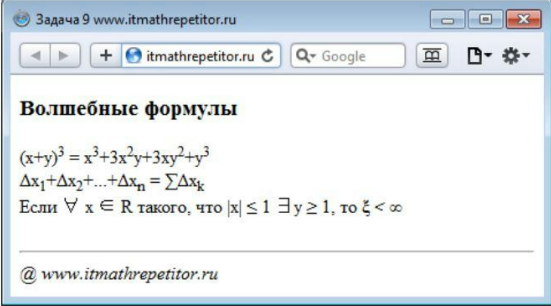 Задача 9 www.itmathrepetitor.ru
itmathrepetitor.ru
Google
Волшебные формулы
(x+y)³ = x³+3x²y+3xy²+y³
Δx₁+Δx₂+...+Δxₙ = ∑Δxₖ
Если ∀ x ∈ R такого, что |x| ≤ 1 ∃ y ≥ 1, то ξ < ∞
@ www.itmathrepetitor.ru